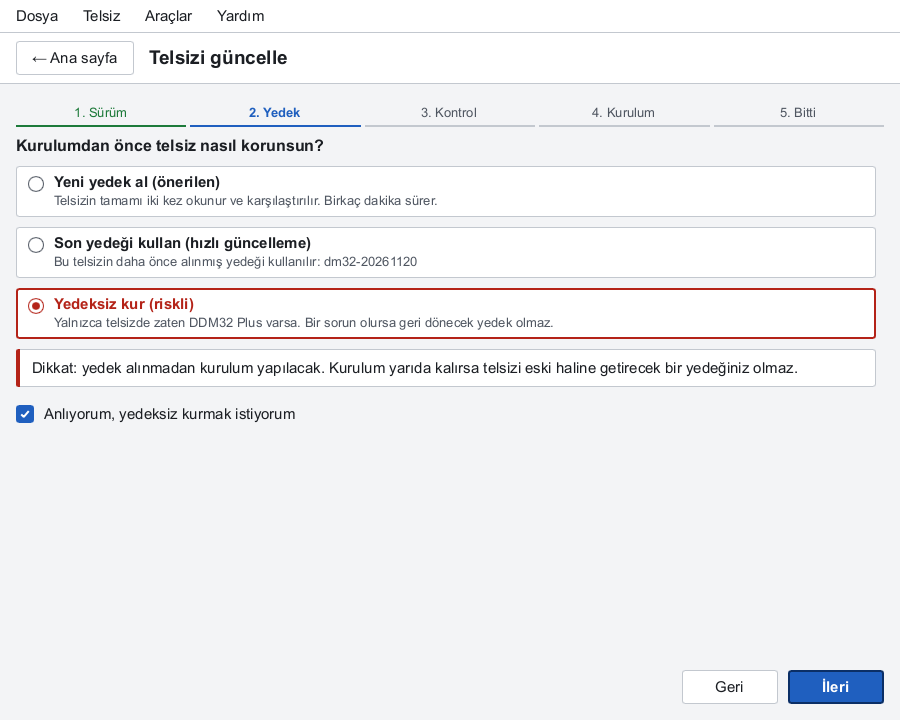 Dosya Telsiz Araçlar Yardım
← Ana sayfa Telsizi güncelle
1. Sürüm 2. Yedek 3. Kontrol 4. Kurulum 5. Bitti
Kurulumdan önce telsiz nasıl korunsun?
Yeni yedek al (önerilen)
Telsizin tamamı iki kez okunur ve karşılaştırılır. Birkaç dakika sürer.
Son yedeği kullan (hızlı güncelleme)
Bu telsizin daha önce alınmış yedeği kullanılır: dm32-20261120
Yedeksiz kur (riskli)
Yalnızca telsizde zaten DDM32 Plus varsa. Bir sorun olursa geri dönecek yedek olmaz.
Dikkat: yedek alınmadan kurulum yapılacak. Kurulum yarıda kalırsa telsizi eski haline getirecek bir yedeğiniz olmaz.
Anlıyorum, yedeksiz kurmak istiyorum
Geri İleri